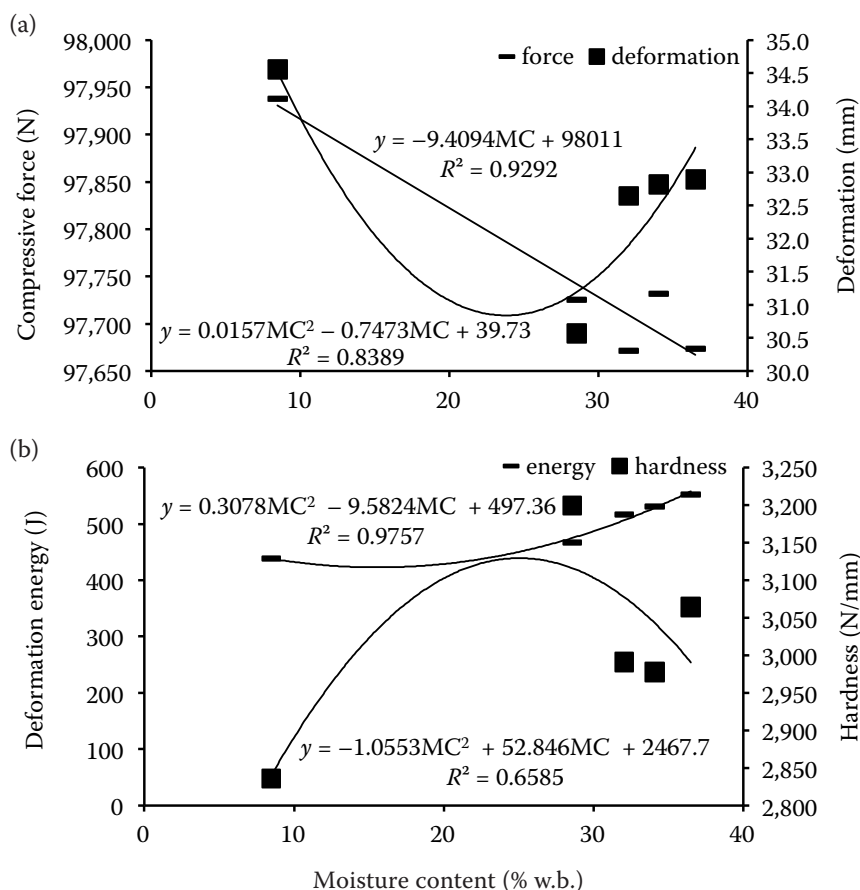 (a)
98,000
97,950
97,900
97,850
97,800
97,750
97,700
97,650
Compressive force (N)
force deformation
y = −9.4094MC + 98011
R² = 0.9292
y = 0.0157MC² − 0.7473MC + 39.73
R² = 0.8389
35.0
34.5
34.0
33.5
33.0
32.5
32.0
31.5
31.0
30.5
30.0
Deformation (mm)
0 10 20 30 40
(b)
600
500
400
300
200
100
0
Deformation energy (J)
energy hardness
y = 0.3078MC² − 9.5824MC + 497.36
R² = 0.9757
y = −1.0553MC² + 52.846MC + 2467.7
R² = 0.6585
3,250
3,200
3,150
3,100
3,050
3,000
2,950
2,900
2,850
2,800
Hardness (N/mm)
0 10 20 30 40
Moisture content (% w.b.)